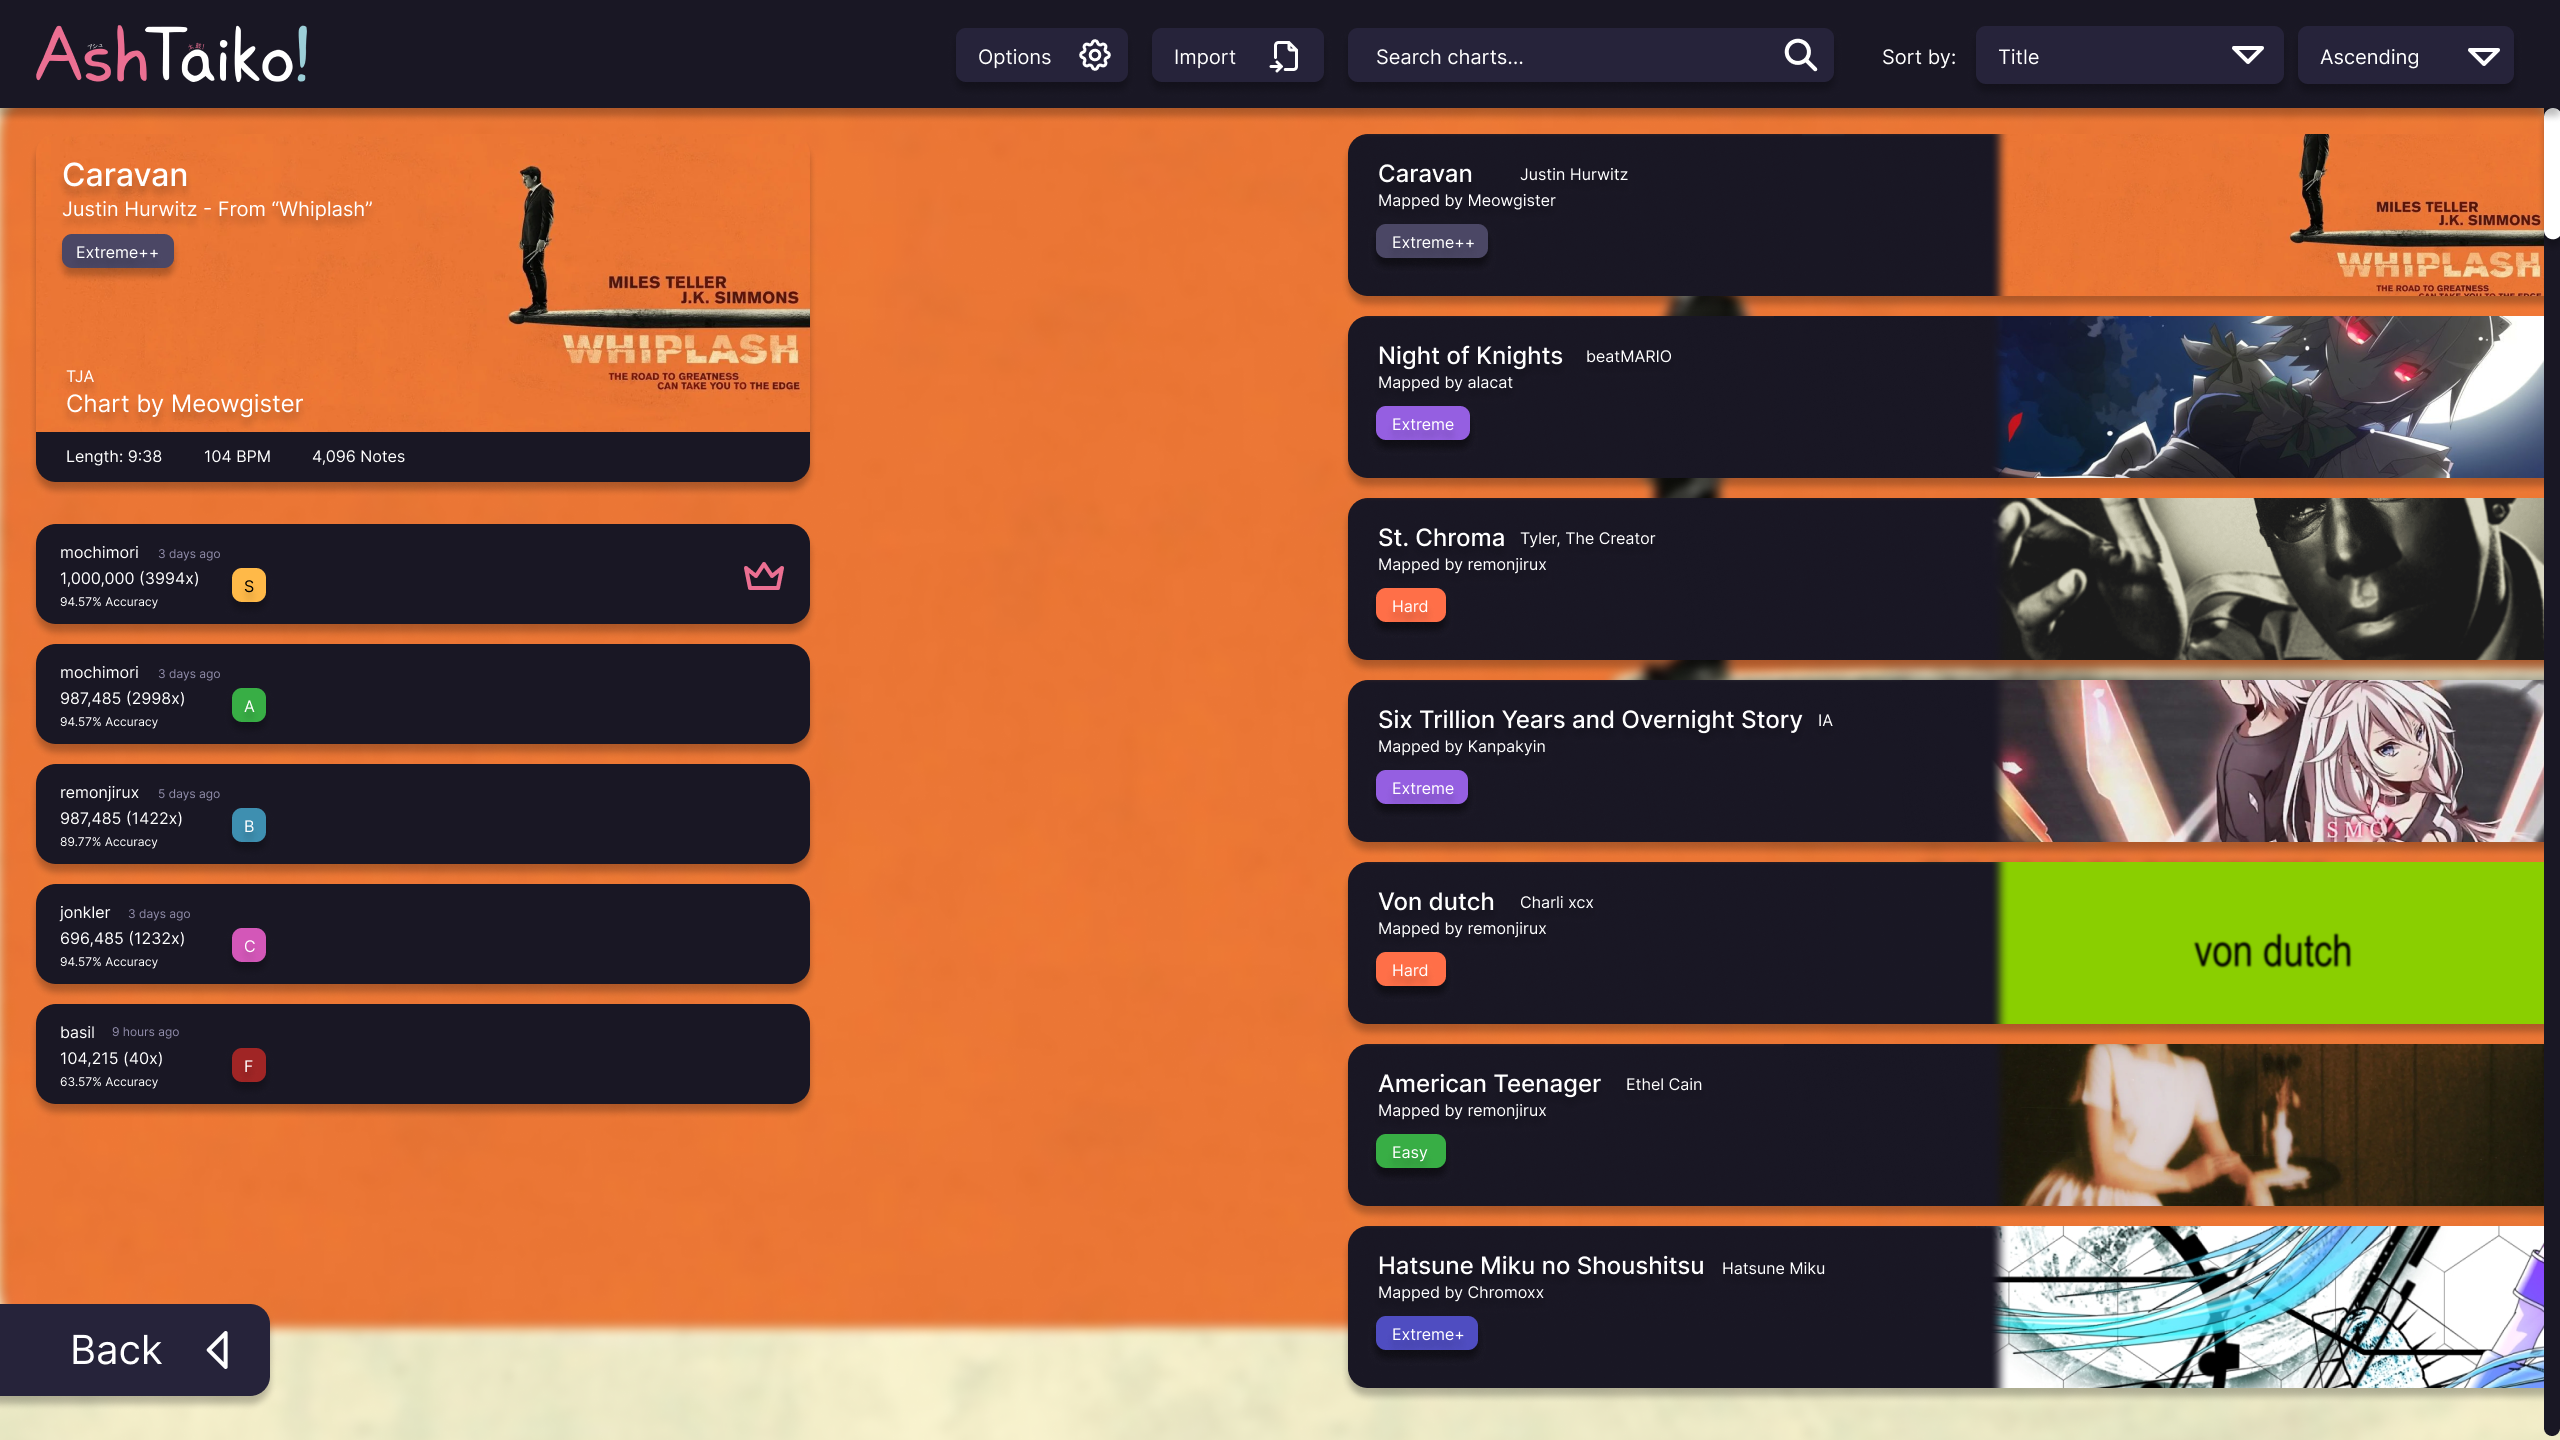 AshTaiko!
Options
Import
Search charts...
Sort by:
Title
Ascending
Caravan
Justin Hurwitz - From “Whiplash”
Extreme++
MILES TELLER
J.K. SIMMONS
WHIPLASH
THE ROAD TO GREATNESS
CAN TAKE YOU TO THE EDGE
TJA
Chart by Meowgister
Length: 9:38 104 BPM 4,096 Notes
mochimori 3 days ago
1,000,000 (3994x)
S
94.57% Accuracy
mochimori 3 days ago
987,485 (2998x)
A
94.57% Accuracy
remonjirux 5 days ago
987,485 (1422x)
B
89.77% Accuracy
jonkler 3 days ago
696,485 (1232x)
C
94.57% Accuracy
basil 9 hours ago
104,215 (40x)
F
63.57% Accuracy
Back
Caravan Justin Hurwitz
Mapped by Meowgister
Extreme++
MILES TELLER
J.K. SIMMONS
WHIPLASH
THE ROAD TO GREATNESS
CAN TAKE YOU TO THE EDGE
Night of Knights beatMARIO
Mapped by alacat
Extreme
St. Chroma Tyler, The Creator
Mapped by remonjirux
Hard
Six Trillion Years and Overnight Story IA
Mapped by Kanpakyin
Extreme
SMO
Von dutch Charli xcx
Mapped by remonjirux
Hard
von dutch
American Teenager Ethel Cain
Mapped by remonjirux
Easy
Hatsune Miku no Shoushitsu Hatsune Miku
Mapped by Chromoxx
Extreme+